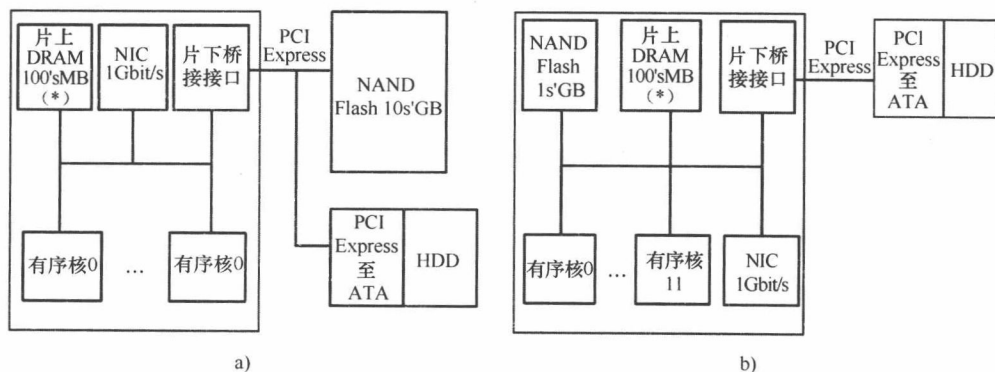 片上
DRAM
100'sMB
(*)
NIC
1Gbit/s
片下桥
接接口
PCI
Express
NAND
Flash 10s'GB
有序核0
…
有序核0
PCI
Express
至
ATA
HDD
a)
NAND
Flash
1s'GB
片上
DRAM
100'sMB
(*)
片下桥
接接口
PCI
Express
PCI
Express
至
ATA
HDD
有序核0
…
有序核
11
NIC
1Gbit/s
b)